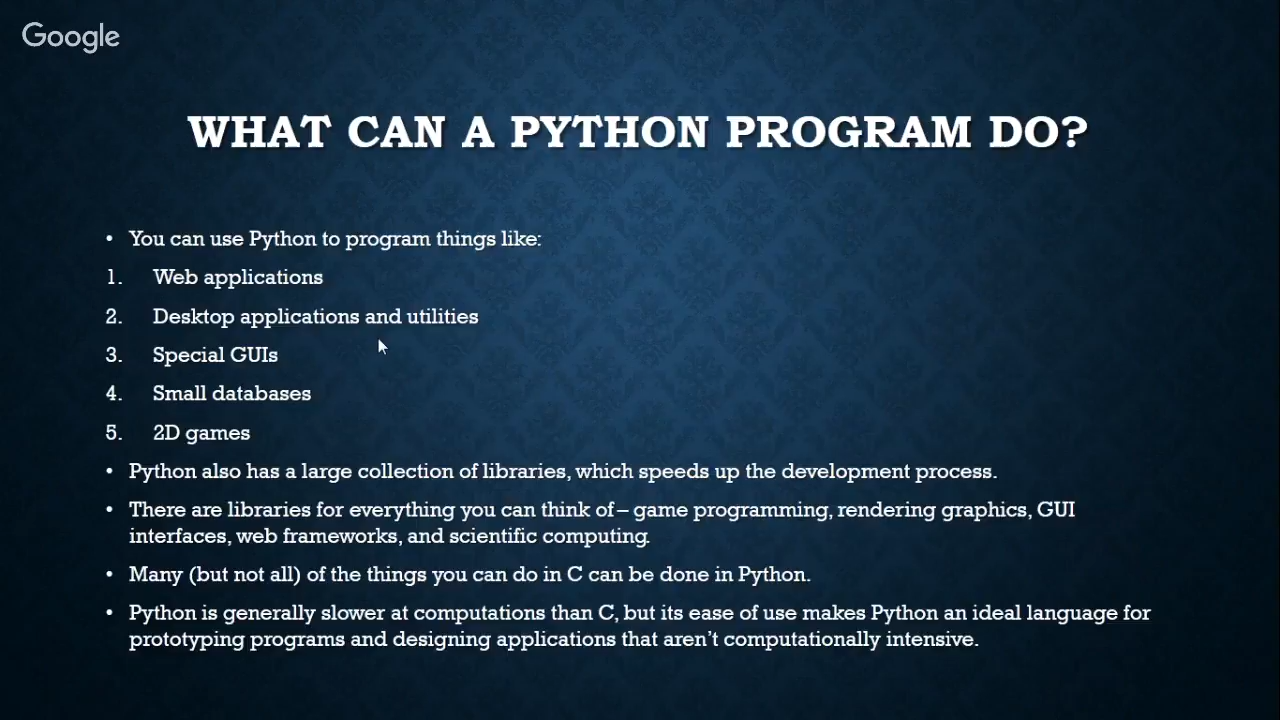 Google
WHAT CAN A PYTHON PROGRAM DO?
• You can use Python to program things like:
1. Web applications
2. Desktop applications and utilities
3. Special GUIs
4. Small databases
5. 2D games
• Python also has a large collection of libraries, which speeds up the development process.
• There are libraries for everything you can think of – game programming, rendering graphics, GUI
interfaces, web frameworks, and scientific computing.
• Many (but not all) of the things you can do in C can be done in Python.
• Python is generally slower at computations than C, but its ease of use makes Python an ideal language for
prototyping programs and designing applications that aren’t computationally intensive.